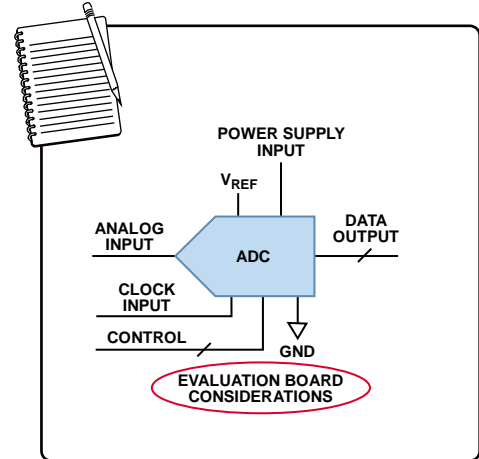 POWER SUPPLY
INPUT
VREF
ANALOG
INPUT
DATA
OUTPUT
ADC
CLOCK
INPUT
CONTROL
GND
EVALUATION BOARD
CONSIDERATIONS